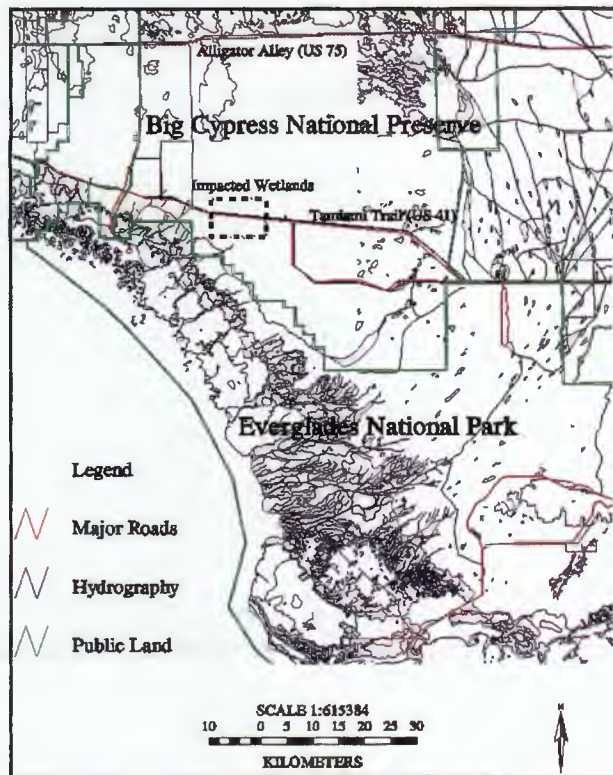 Alligator Alley (US 75)
Big Cypress National Preserve
Impacted Wetlands
Tamiami Trail (US 41)
Everglades National Park
Legend
Major Roads
Hydrography
Public Land
SCALE 1:615384
10 0 5 10 15 20 25 30
KILOMETERS
N